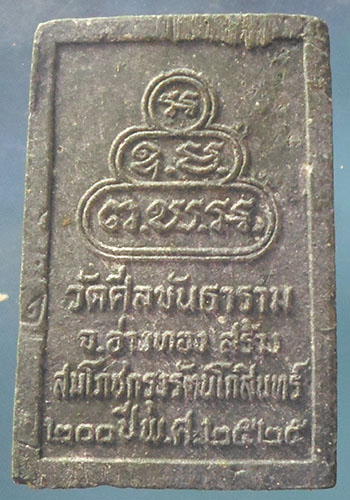 วัดศีลขันธาราม
จ.อ่างทอง สร้าง
สมโภชกรุงรัตนโกสินทร์
๒๐๐ ปี พ.ศ. ๒๕๒๕